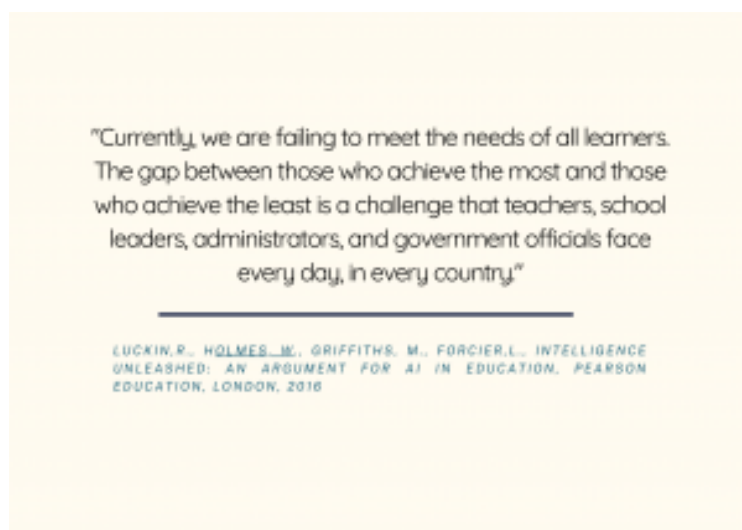 "Currently, we are failing to meet the needs of all learners.
The gap between those who achieve the most and those
who achieve the least is a challenge that teachers, school
leaders, administrators, and government officials face
every day, in every country."
LUCKIN,R., HOLMES, W., GRIFFITHS, M., FORCIER,L., INTELLIGENCE
UNLEASHED: AN ARGUMENT FOR AI IN EDUCATION, PEARSON
EDUCATION, LONDON, 2016